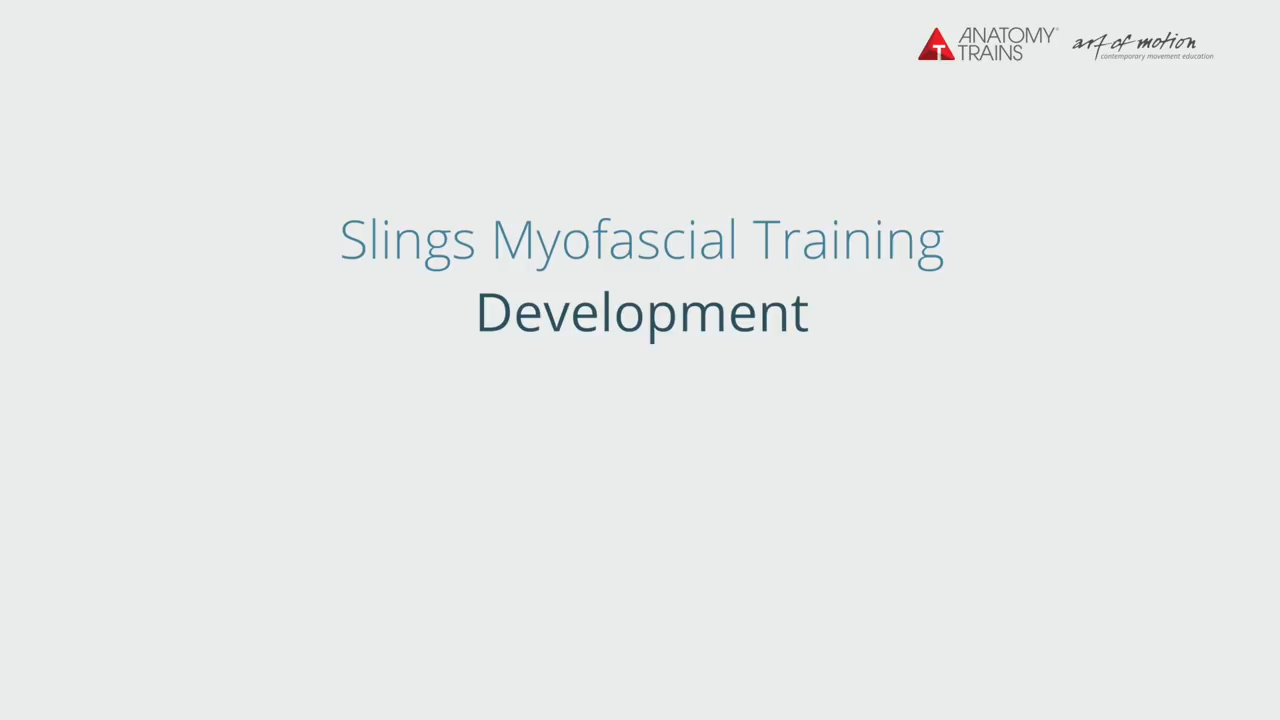 ANATOMY
TRAINS
art of motion
contemporary movement education
Slings Myofascial Training
Development